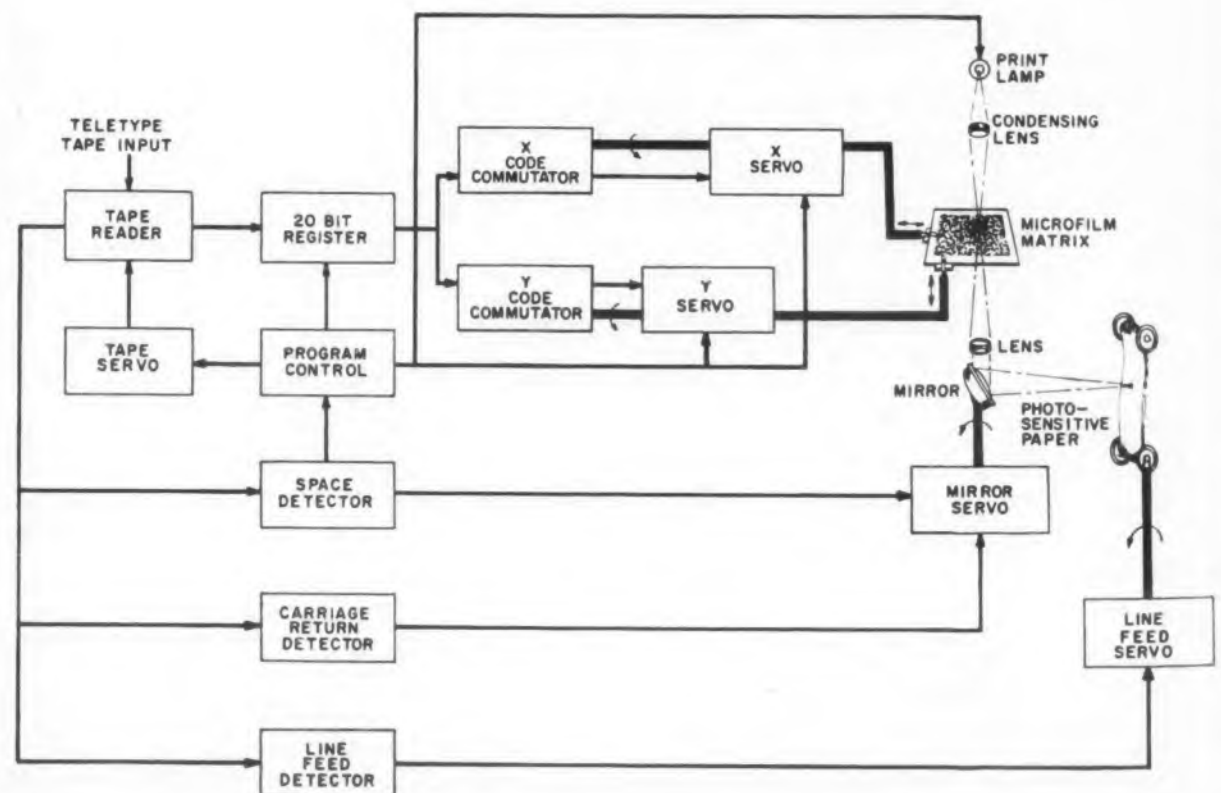 PRINT
LAMP
CONDENSING
LENS
TELETYPE
TAPE INPUT
TAPE
READER
20 BIT
REGISTER
X
CODE
COMMUTATOR
X
SERVO
MICROFILM
MATRIX
Y
CODE
COMMUTATOR
Y
SERVO
TAPE
SERVO
PROGRAM
CONTROL
LENS
MIRROR
PHOTO-
SENSITIVE
PAPER
SPACE
DETECTOR
MIRROR
SERVO
CARRIAGE
RETURN
DETECTOR
LINE
FEED
SERVO
LINE
FEED
DETECTOR